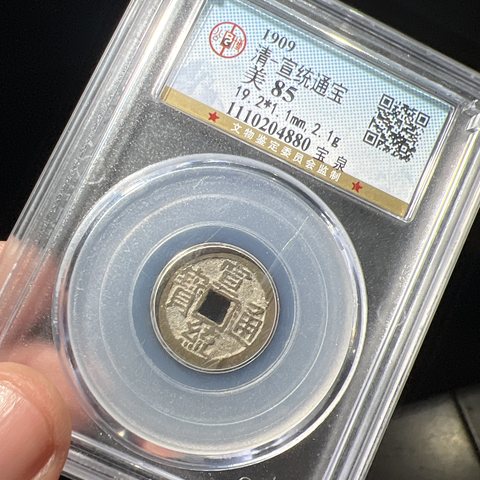 1909
清-宣统通宝
美 85
19.2*1.1mm, 2.1g
1110204880 宝泉
文物鉴定委员会监制
宣統通寶